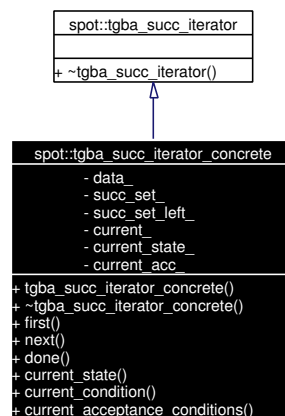 spot::tgba_succ_iterator
+ ~tgba_succ_iterator()
spot::tgba_succ_iterator_concrete
- data_
- succ_set_
- succ_set_left_
- current_
- current_state_
- current_acc_
+ tgba_succ_iterator_concrete()
+ ~tgba_succ_iterator_concrete()
+ first()
+ next()
+ done()
+ current_state()
+ current_condition()
+ current_acceptance_conditions()